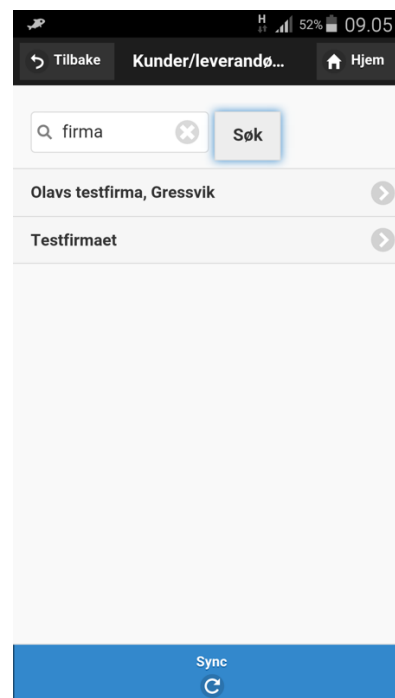 H 52% 09.05
Tilbake Kunder/leverandø... Hjem
firma Søk
Olavs testfirma, Gressvik
Testfirmaet
Sync